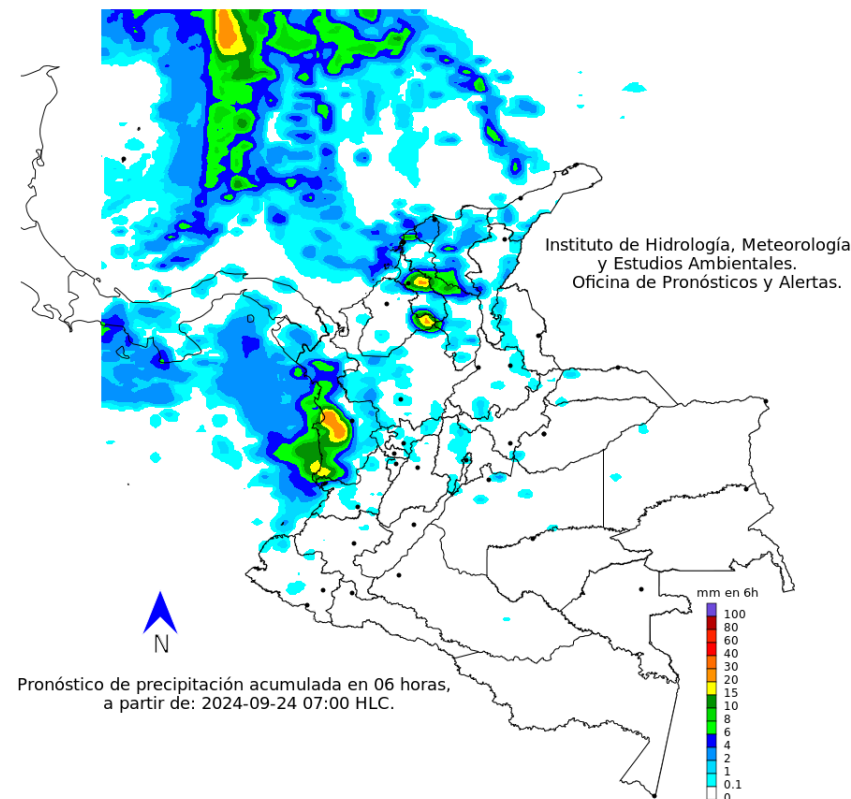 Instituto de Hidrología, Meteorología
y Estudios Ambientales.
Oficina de Pronósticos y Alertas.
N
Pronóstico de precipitación acumulada en 06 horas,
a partir de: 2024-09-24 07:00 HLC.
mm en 6h
100
80
60
40
30
20
15
10
8
6
4
2
1
0.1
0